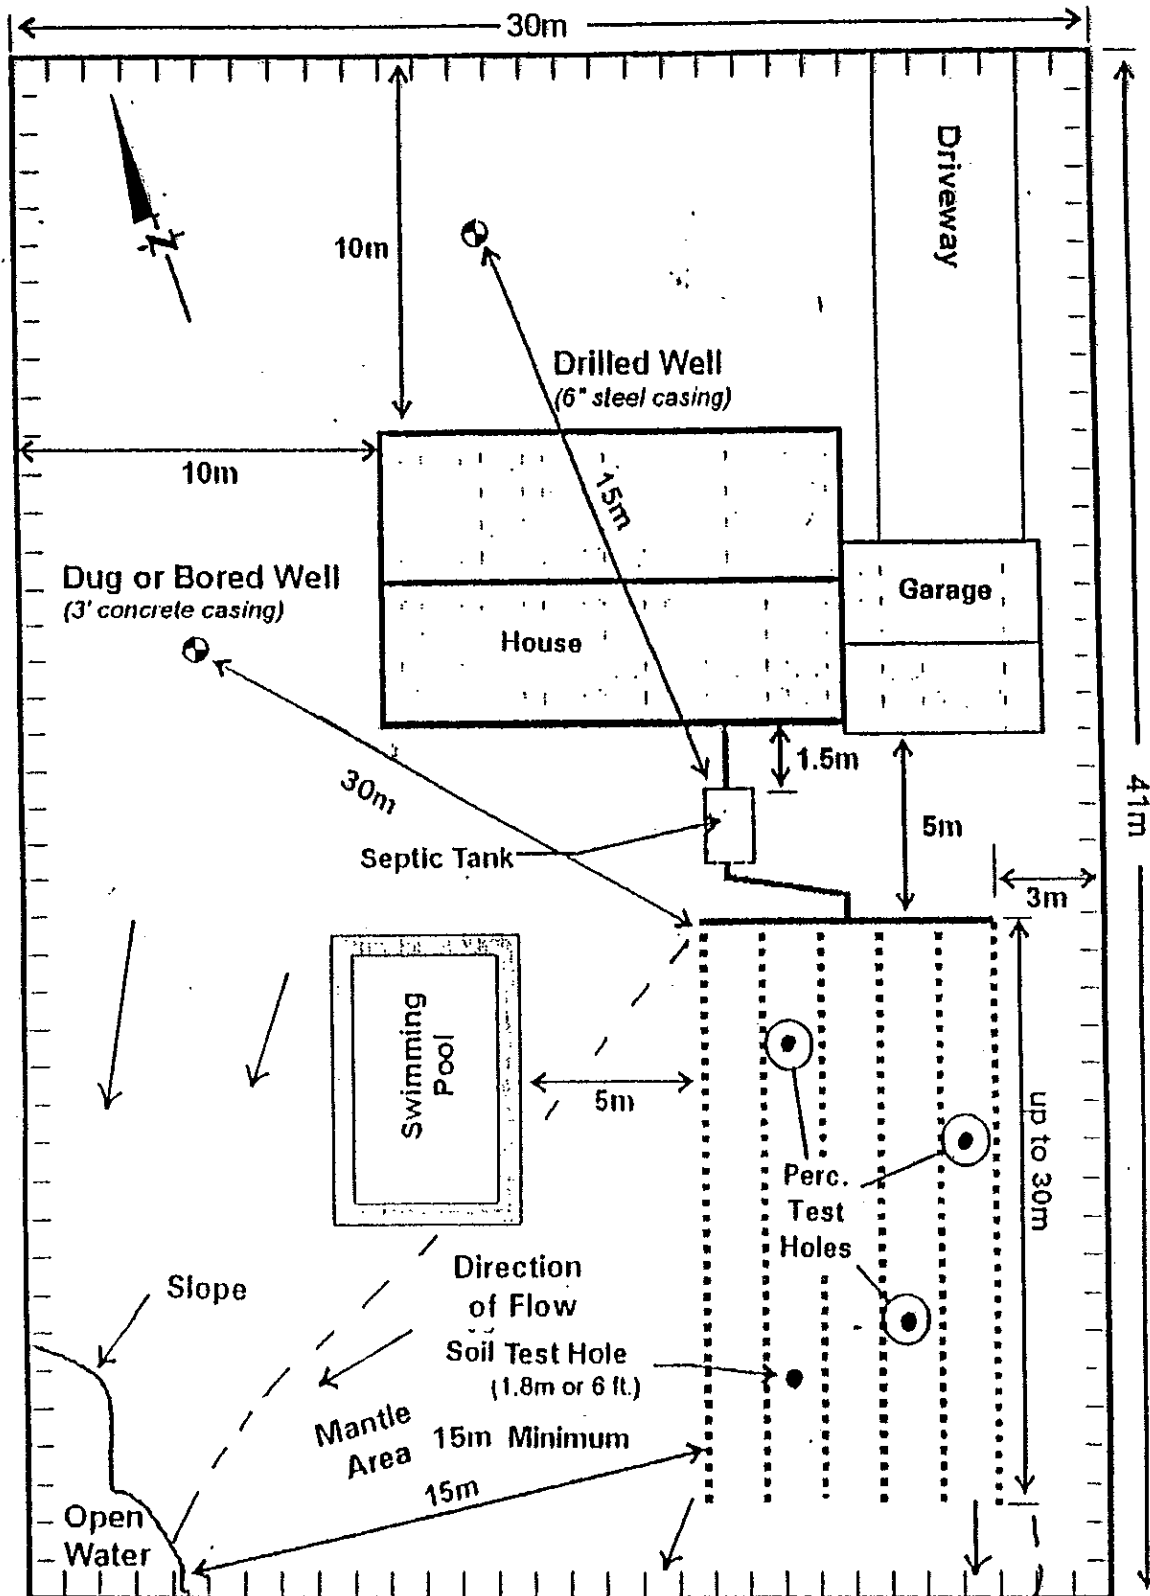 30m
Driveway
Z
10m
Drilled Well
(6" steel casing)
10m
15m
Dug or Bored Well
(3' concrete casing)
Garage
House
1.5m
30m
41m
5m
Septic Tank
3m
Swimming
Pool
5m
up to 30m
Perc.
Test
Holes
Direction
of Flow
Slope
Soil Test Hole
(1.8m or 6 ft.)
Mantle
Area
15m Minimum
15m
Open
Water